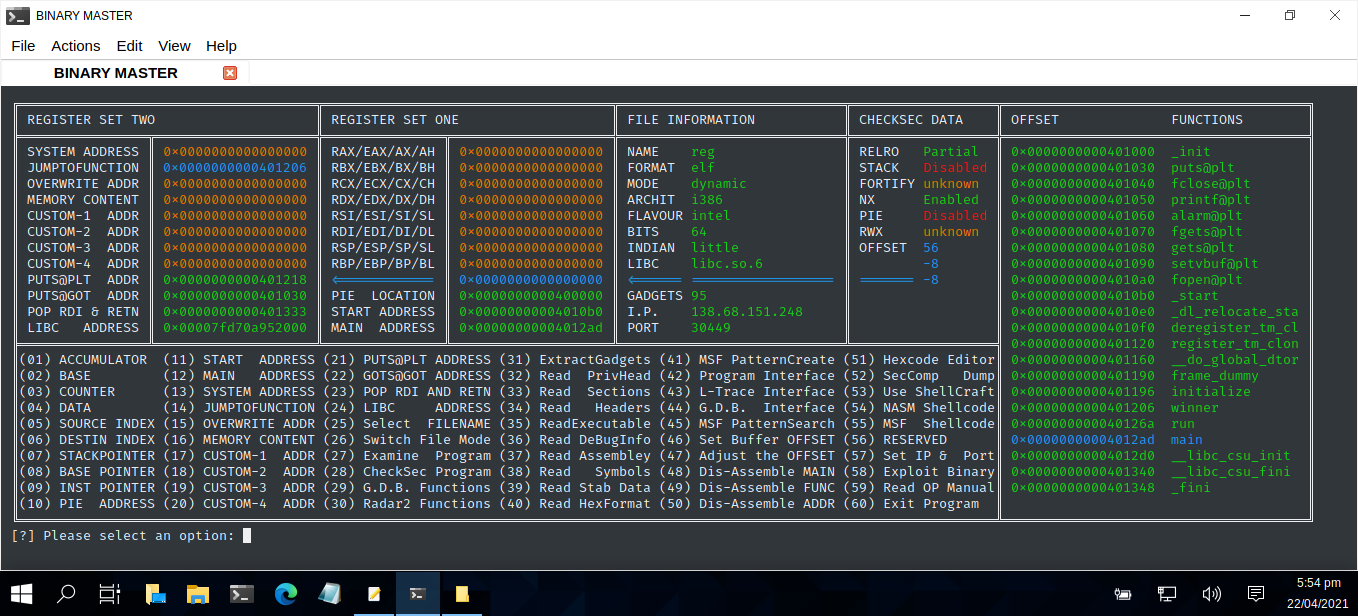 BINARY MASTER
File Actions Edit View Help
BINARY MASTER
REGISTER SET TWO REGISTER SET ONE FILE INFORMATION CHECKSEC DATA OFFSET FUNCTIONS
SYSTEM ADDRESS 0×0000000000000000 RAX/EAX/AX/AH 0×0000000000000000 NAME reg RELRO Partial 0×0000000000401000 _init
JUMPTOFUNCTION 0×0000000000401206 RBX/EBX/BX/BH 0×0000000000000000 FORMAT elf STACK Disabled 0×0000000000401030 puts@plt
OVERWRITE ADDR 0×0000000000000000 RCX/ECX/CX/CH 0×0000000000000000 MODE dynamic FORTIFY unknown 0×0000000000401040 fclose@plt
MEMORY CONTENT 0×0000000000000000 RDX/EDX/DX/DH 0×0000000000000000 ARCHIT i386 NX Enabled 0×0000000000401050 printf@plt
CUSTOM-1 ADDR 0×0000000000000000 RSI/ESI/SI/SL 0×0000000000000000 FLAVOUR intel PIE Disabled 0×0000000000401060 alarm@plt
CUSTOM-2 ADDR 0×0000000000000000 RDI/EDI/DI/DL 0×0000000000000000 BITS 64 RWX unknown 0×0000000000401070 fgets@plt
CUSTOM-3 ADDR 0×0000000000000000 RSP/ESP/SP/SL 0×0000000000000000 INDIAN little OFFSET 56 0×0000000000401080 gets@plt
CUSTOM-4 ADDR 0×0000000000000000 RBP/EBP/BP/BL 0×0000000000000000 LIBC libc.so.6 -8 0×0000000000401090 setvbuf@plt
PUTS@PLT ADDR 0×0000000000401218 0×0000000000000000 -8 0×00000000004010a0 fopen@plt
PUTS@GOT ADDR 0×0000000000401030 PIE LOCATION 0×0000000000400000 GADGETS 95 0×00000000004010b0 _start
POP RDI & RETN 0×0000000000401333 START ADDRESS 0×00000000004010b0 I.P. 138.68.151.248 0×00000000004010e0 _dl_relocate_sta
LIBC ADDRESS 0×00007fd70a952000 MAIN ADDRESS 0×00000000004012ad PORT 30449 0×00000000004010f0 deregister_tm_cl
0×0000000000401120 register_tm_clon
(01) ACCUMULATOR (11) START ADDRESS (21) PUTS@PLT ADDRESS (31) ExtractGadgets (41) MSF PatternCreate (51) Hexcode Editor 0×0000000000401160 __do_global_dtor
(02) BASE (12) MAIN ADDRESS (22) GOTS@GOT ADDRESS (32) Read PrivHead (42) Program Interface (52) SecComp Dump 0×0000000000401190 frame_dummy
(03) COUNTER (13) SYSTEM ADDRESS (23) POP RDI AND RETN (33) Read Sections (43) L-Trace Interface (53) Use ShellCraft 0×0000000000401196 initialize
(04) DATA (14) JUMPTOFUNCTION (24) LIBC ADDRESS (34) Read Headers (44) G.D.B. Interface (54) NASM Shellcode 0×0000000000401206 winner
(05) SOURCE INDEX (15) OVERWRITE ADDR (25) Select FILENAME (35) ReadExecutable (45) MSF PatternSearch (55) MSF Shellcode 0×000000000040126a run
(06) DESTIN INDEX (16) MEMORY CONTENT (26) Switch File Mode (36) Read DeBugInfo (46) Set Buffer OFFSET (56) RESERVED 0×00000000004012ad main
(07) STACKPOINTER (17) CUSTOM-1 ADDR (27) Examine Program (37) Read Assembley (47) Adjust the OFFSET (57) Set IP & Port 0×00000000004012d0 __libc_csu_init
(08) BASE POINTER (18) CUSTOM-2 ADDR (28) CheckSec Program (38) Read Symbols (48) Dis-Assemble MAIN (58) Exploit Binary 0×0000000000401340 __libc_csu_fini
(09) INST POINTER (19) CUSTOM-3 ADDR (29) G.D.B. Functions (39) Read Stab Data (49) Dis-Assemble FUNC (59) Read OP Manual 0×0000000000401348 _fini
(10) PIE ADDRESS (20) CUSTOM-4 ADDR (30) Radar2 Functions (40) Read HexFormat (50) Dis-Assemble ADDR (60) Exit Program
[?] Please select an option:
5:54 pm
22/04/2021